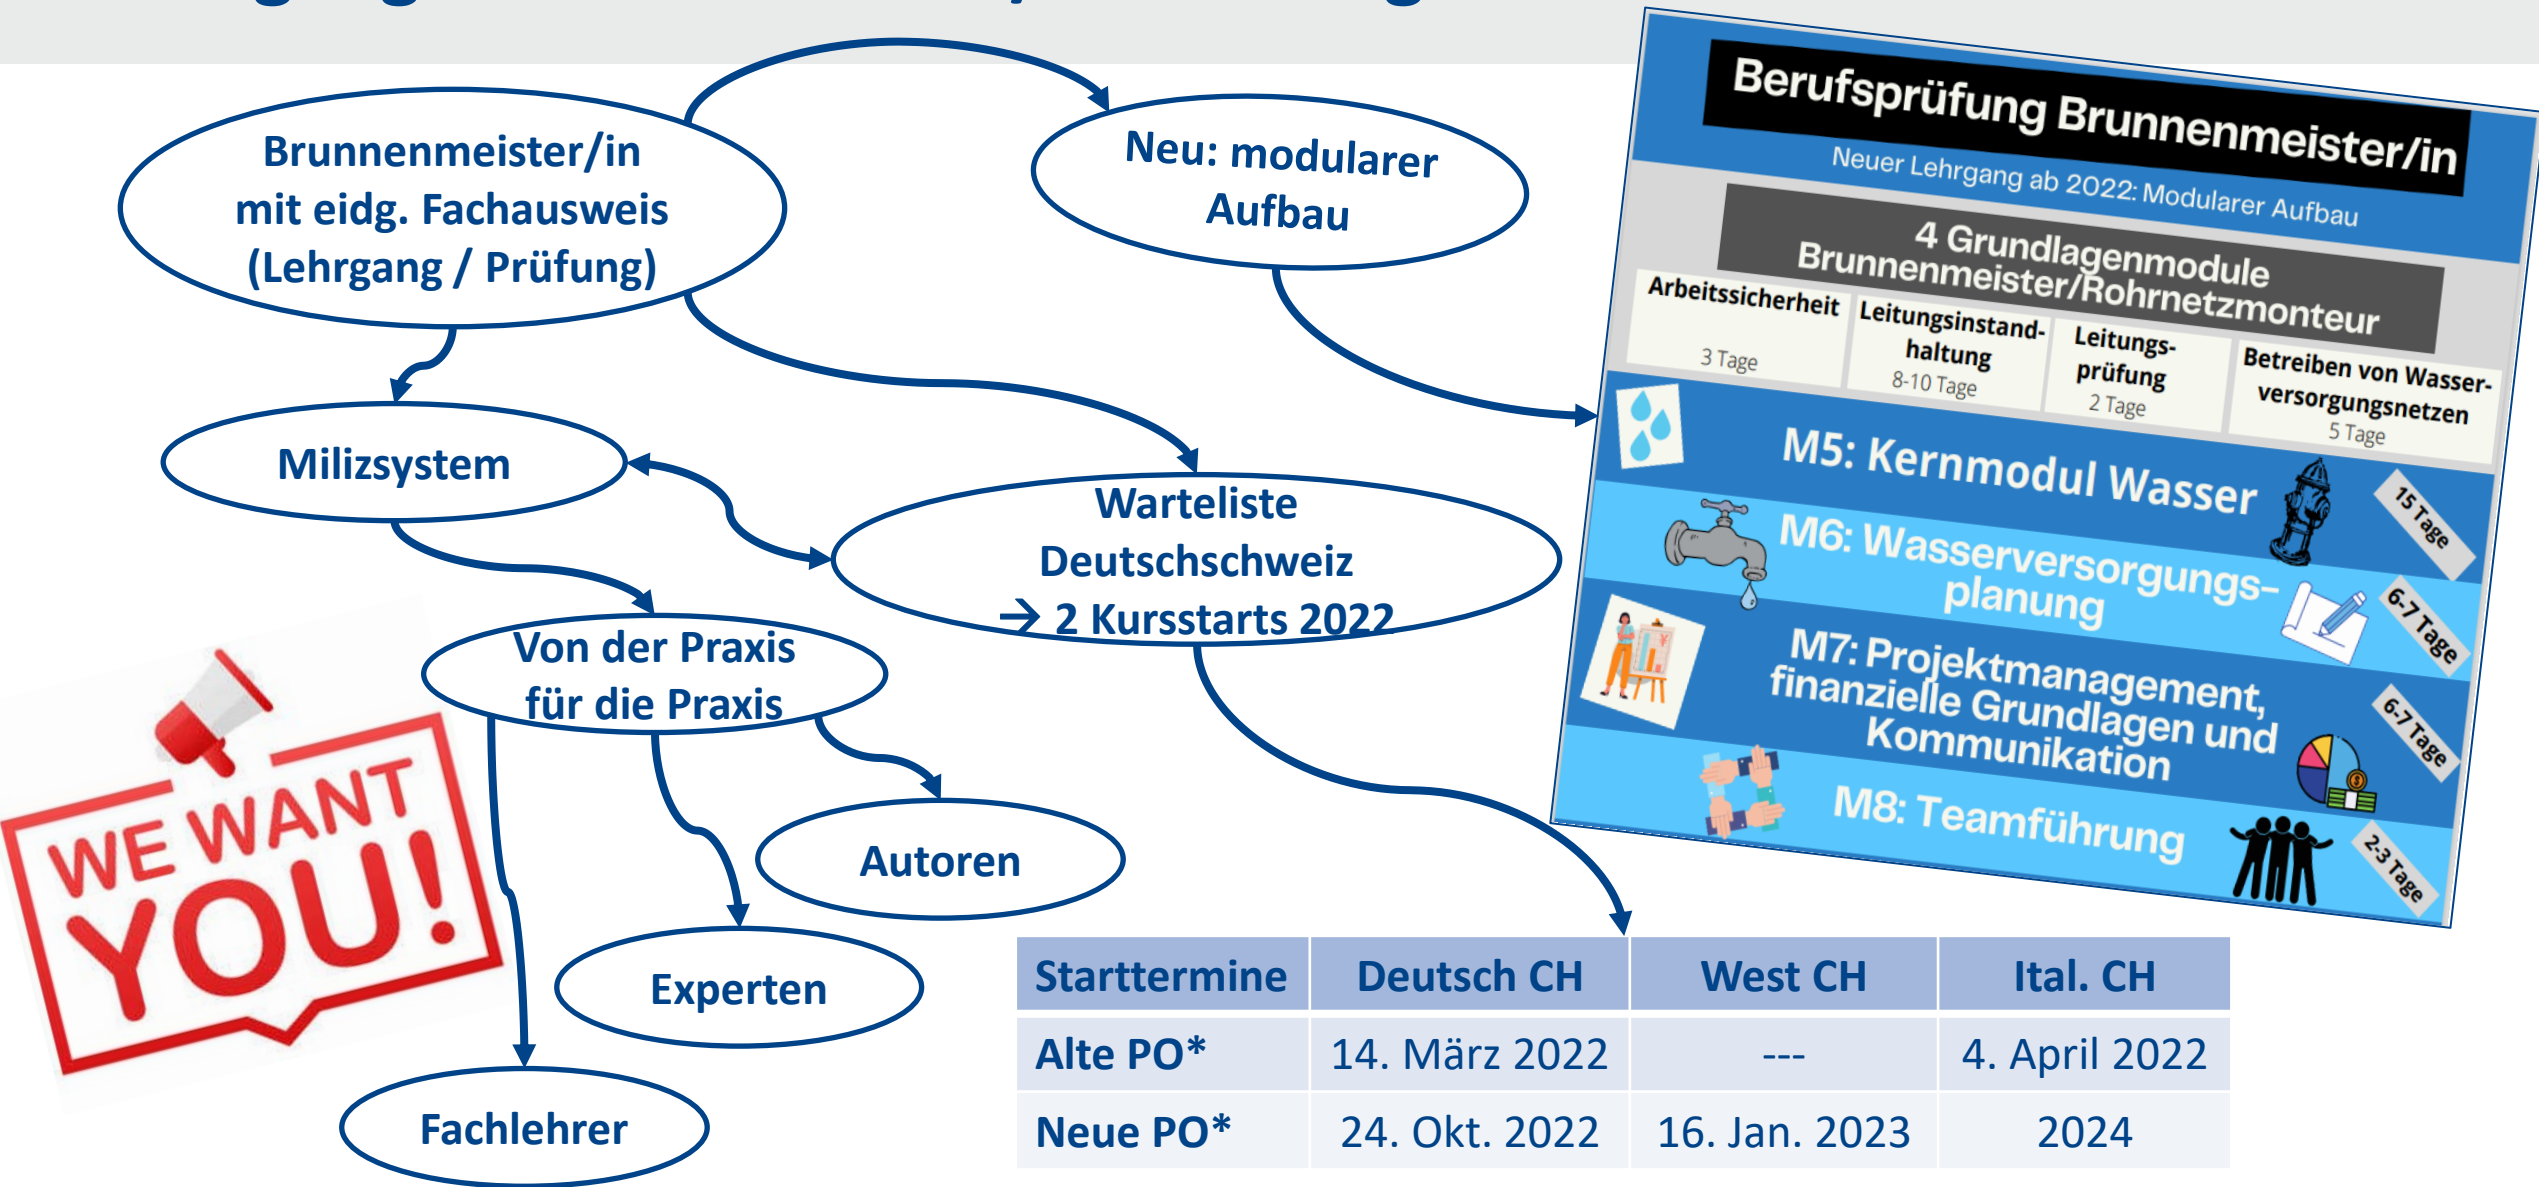 Brunnenmeister/in
mit eidg. Fachausweis
(Lehrgang / Prüfung)
Neu: modularer
Aufbau
Milizsystem
Warteliste
Deutschschweiz
→ 2 Kursstarts 2022
Von der Praxis
für die Praxis
Autoren
Experten
Fachlehrer
WE WANT
YOU!
Berufsprüfung Brunnenmeister/in
Neuer Lehrgang ab 2022: Modularer Aufbau
4 Grundlagenmodule
Brunnenmeister/Rohrnetzmonteur
Arbeitssicherheit
3 Tage
Leitungsinstand-
haltung
8-10 Tage
Leitungs-
prüfung
2 Tage
Betreiben von Wasser-
versorgungsnetzen
5 Tage
M5: Kernmodul Wasser
15 Tage
M6: Wasserversorgungs-
planung
6-7 Tage
M7: Projektmanagement,
finanzielle Grundlagen und
Kommunikation
6-7 Tage
M8: Teamführung
2-3 Tage
Starttermine Deutsch CH West CH Ital. CH
Alte PO* 14. März 2022 --- 4. April 2022
Neue PO* 24. Okt. 2022 16. Jan. 2023 2024